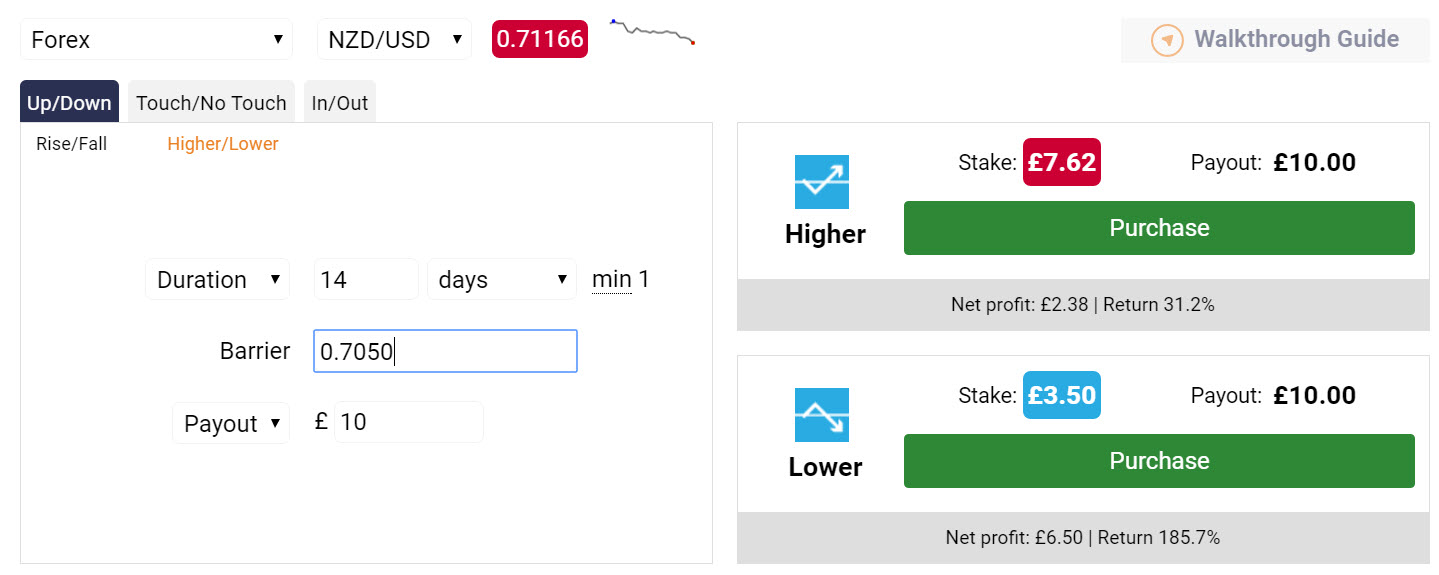 Forex NZD/USD 0.71166 Walkthrough Guide
Up/Down Touch/No Touch In/Out
Rise/Fall Higher/Lower
Duration 14 days min 1
Barrier 0.7050
Payout £ 10
Stake: £7.62 Payout: £10.00
Higher Purchase
Net profit: £2.38 | Return 31.2%
Stake: £3.50 Payout: £10.00
Lower Purchase
Net profit: £6.50 | Return 185.7%